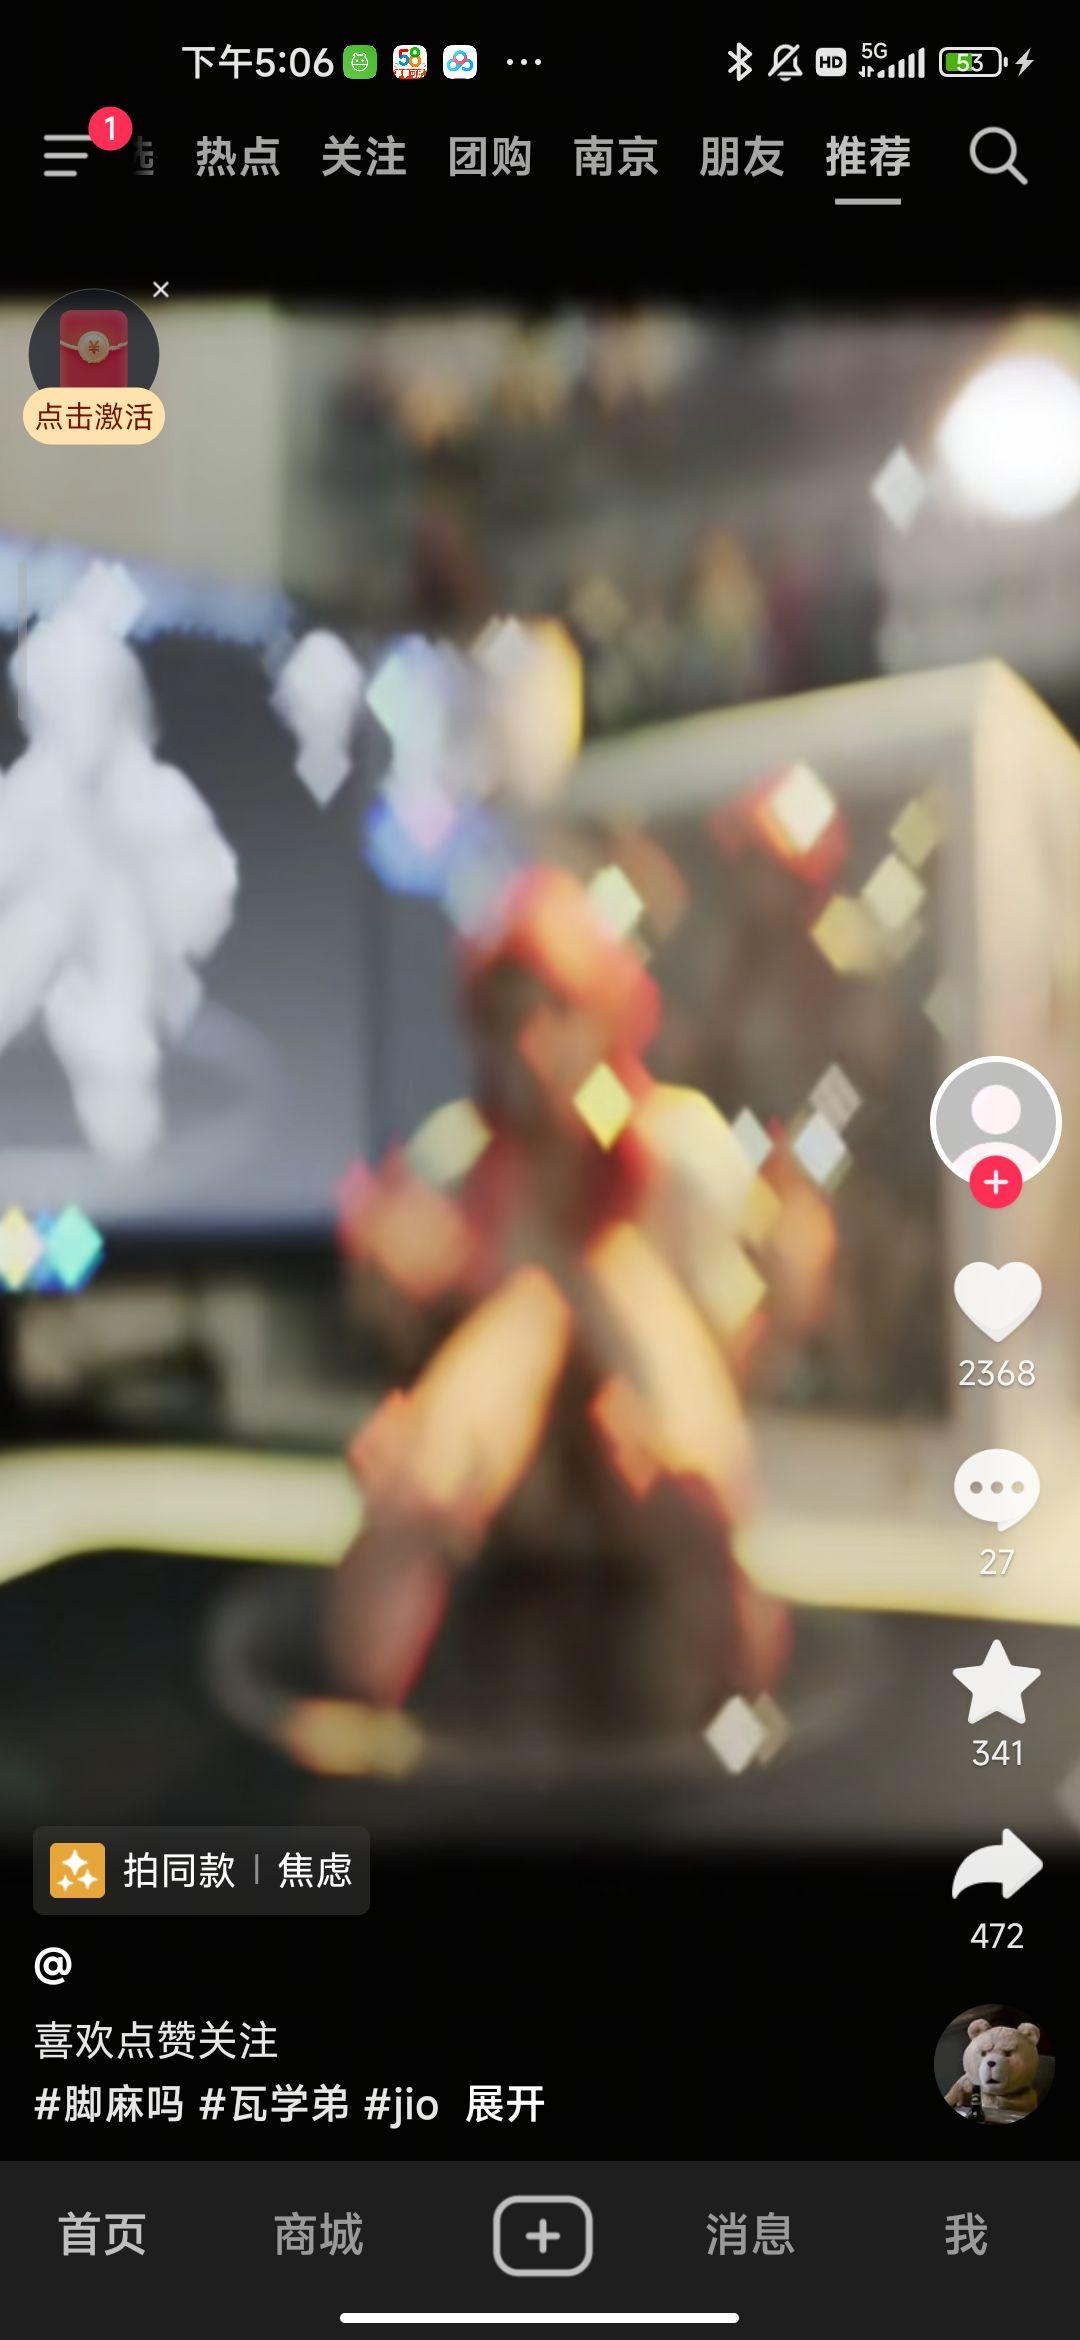 下午5:06
58
HD
5G
53
1
选 热点 关注 团购 南京 朋友 推荐
点击激活
2368
27
341
472
拍同款 | 焦虑
@
喜欢点赞关注
#脚麻吗 #瓦学弟 #jio 展开
首页 商城 消息 我